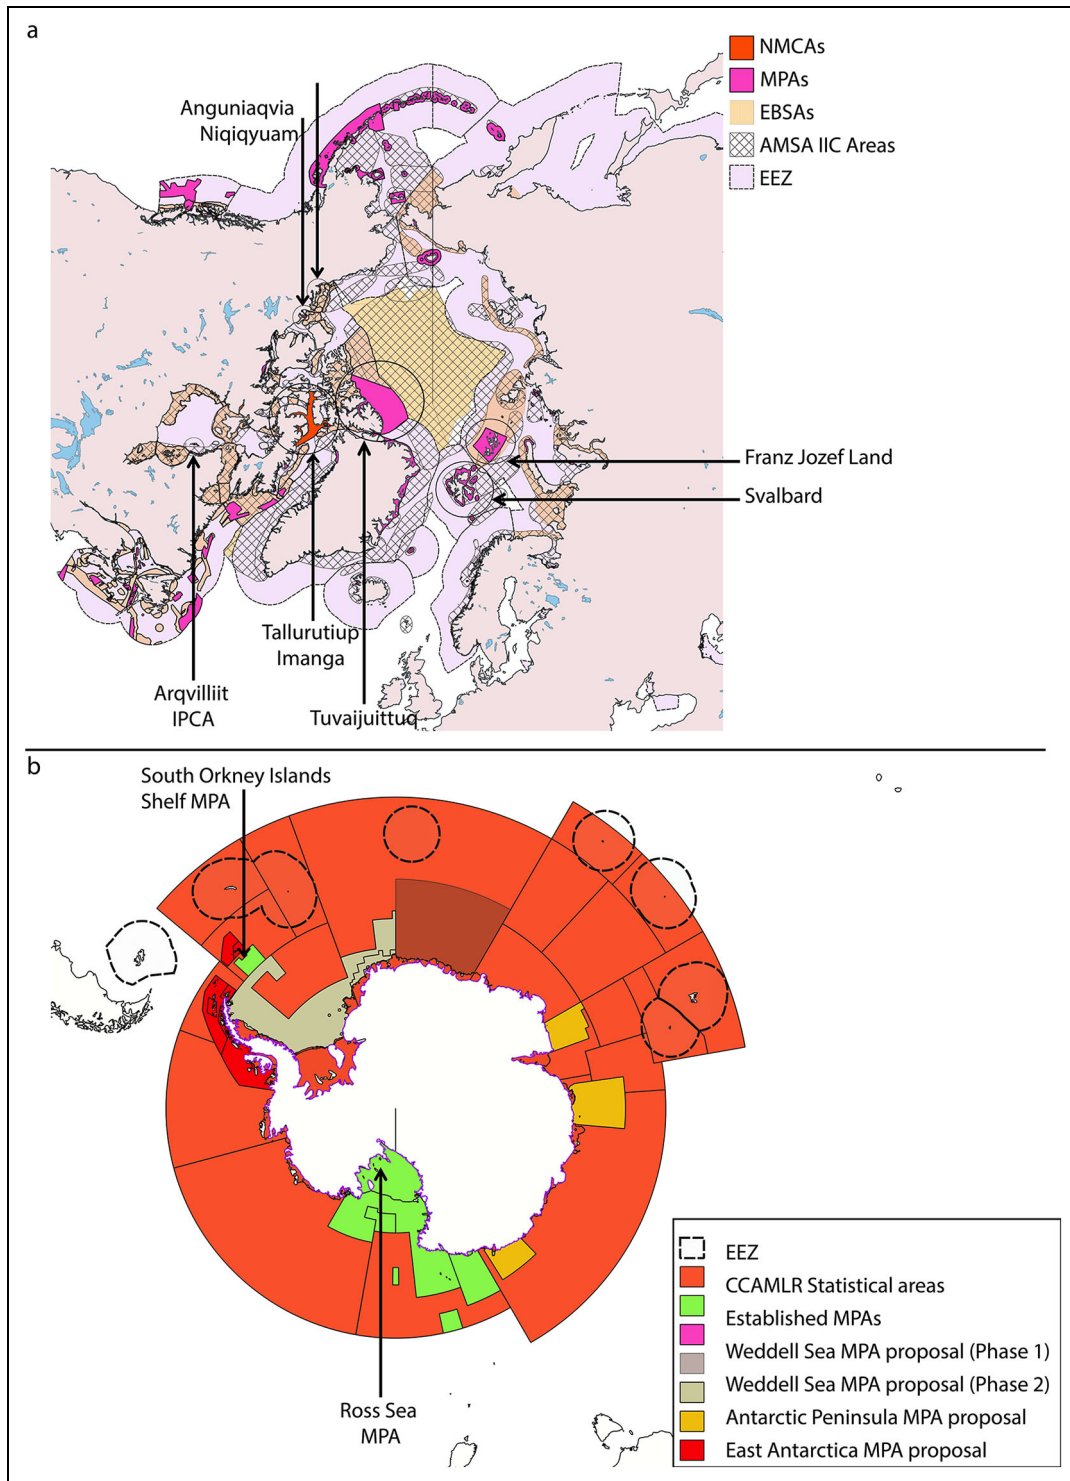 a
NMCAs
MPAs
EBSAs
AMSA IIC Areas
EEZ
Anguniaqvia
Niqiqyuam
Franz Jozef Land
Svalbard
Tallurutiup
Imanga
Arqvilliit
IPCA
Tuvaijuittuq
b
South Orkney Islands
Shelf MPA
Ross Sea
MPA
EEZ
CCAMLR Statistical areas
Established MPAs
Weddell Sea MPA proposal (Phase 1)
Weddell Sea MPA proposal (Phase 2)
Antarctic Peninsula MPA proposal
East Antarctica MPA proposal